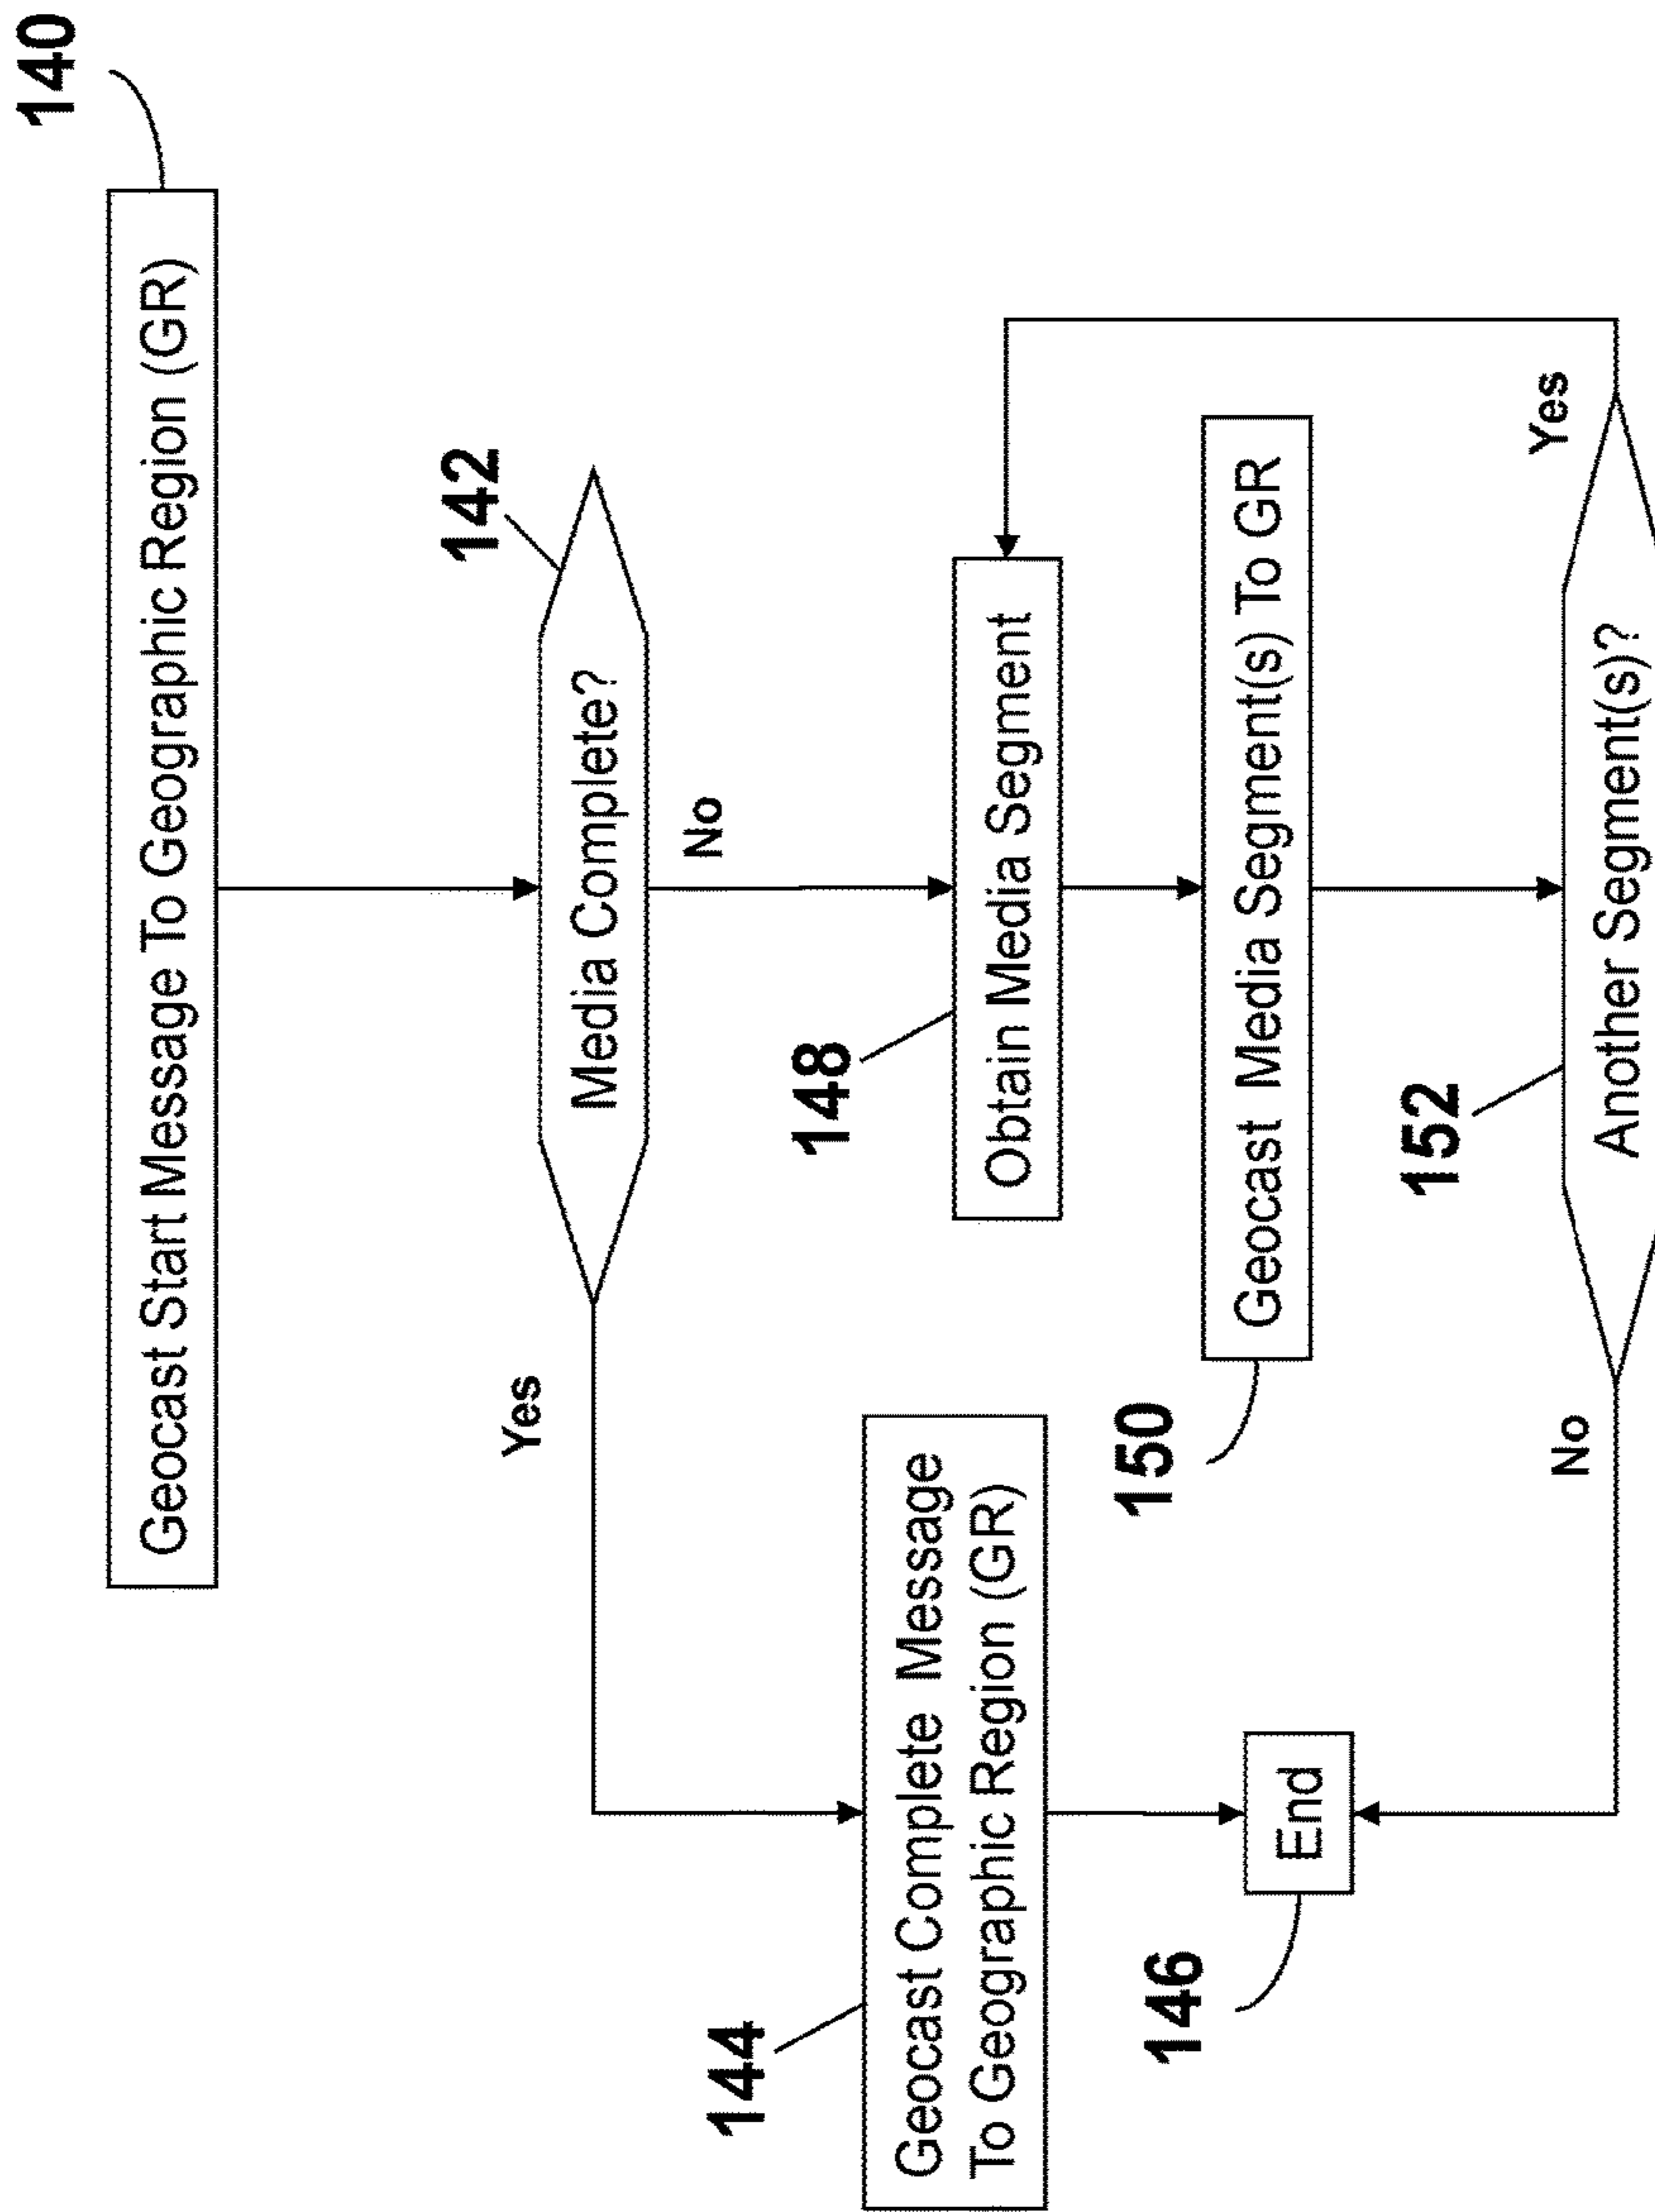 140
Geocast Start Message To Geographic Region (GR)
142
Media Complete?
Yes
No
144
Geocast Complete Message
To Geographic Region (GR)
148
Obtain Media Segment
150
Geocast Media Segment(s) To GR
146
End
152
Another Segment(s)?
No
Yes